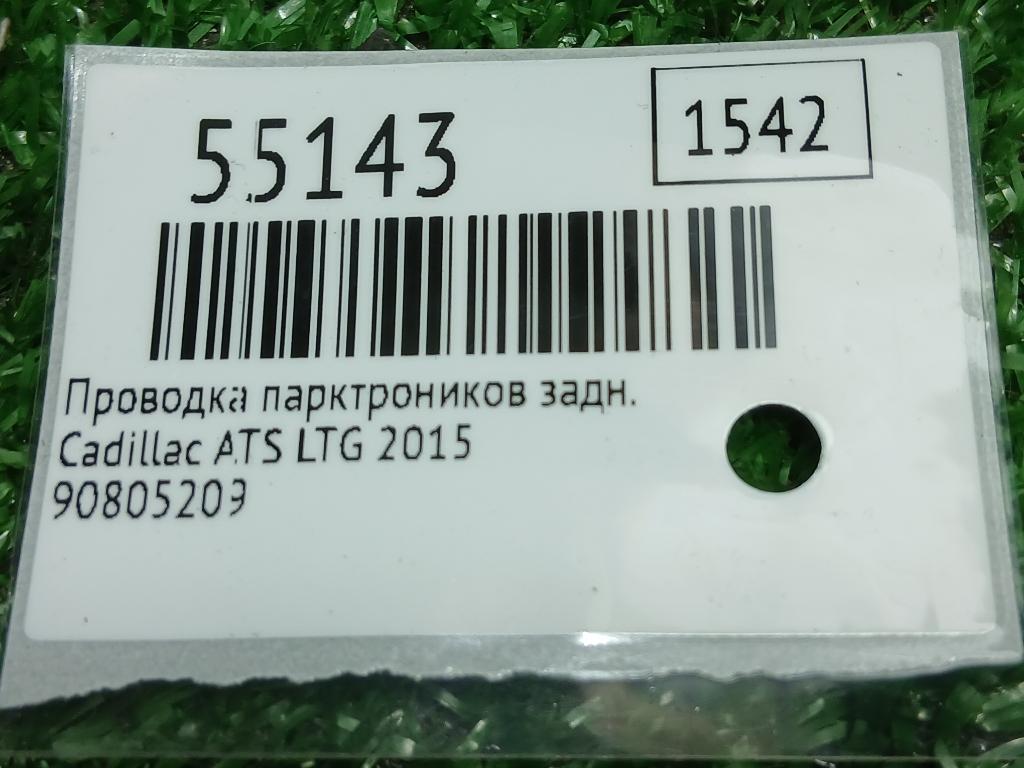 55143
1542
Проводка парктроников задн.
Cadillac ATS LTG 2015
90805209